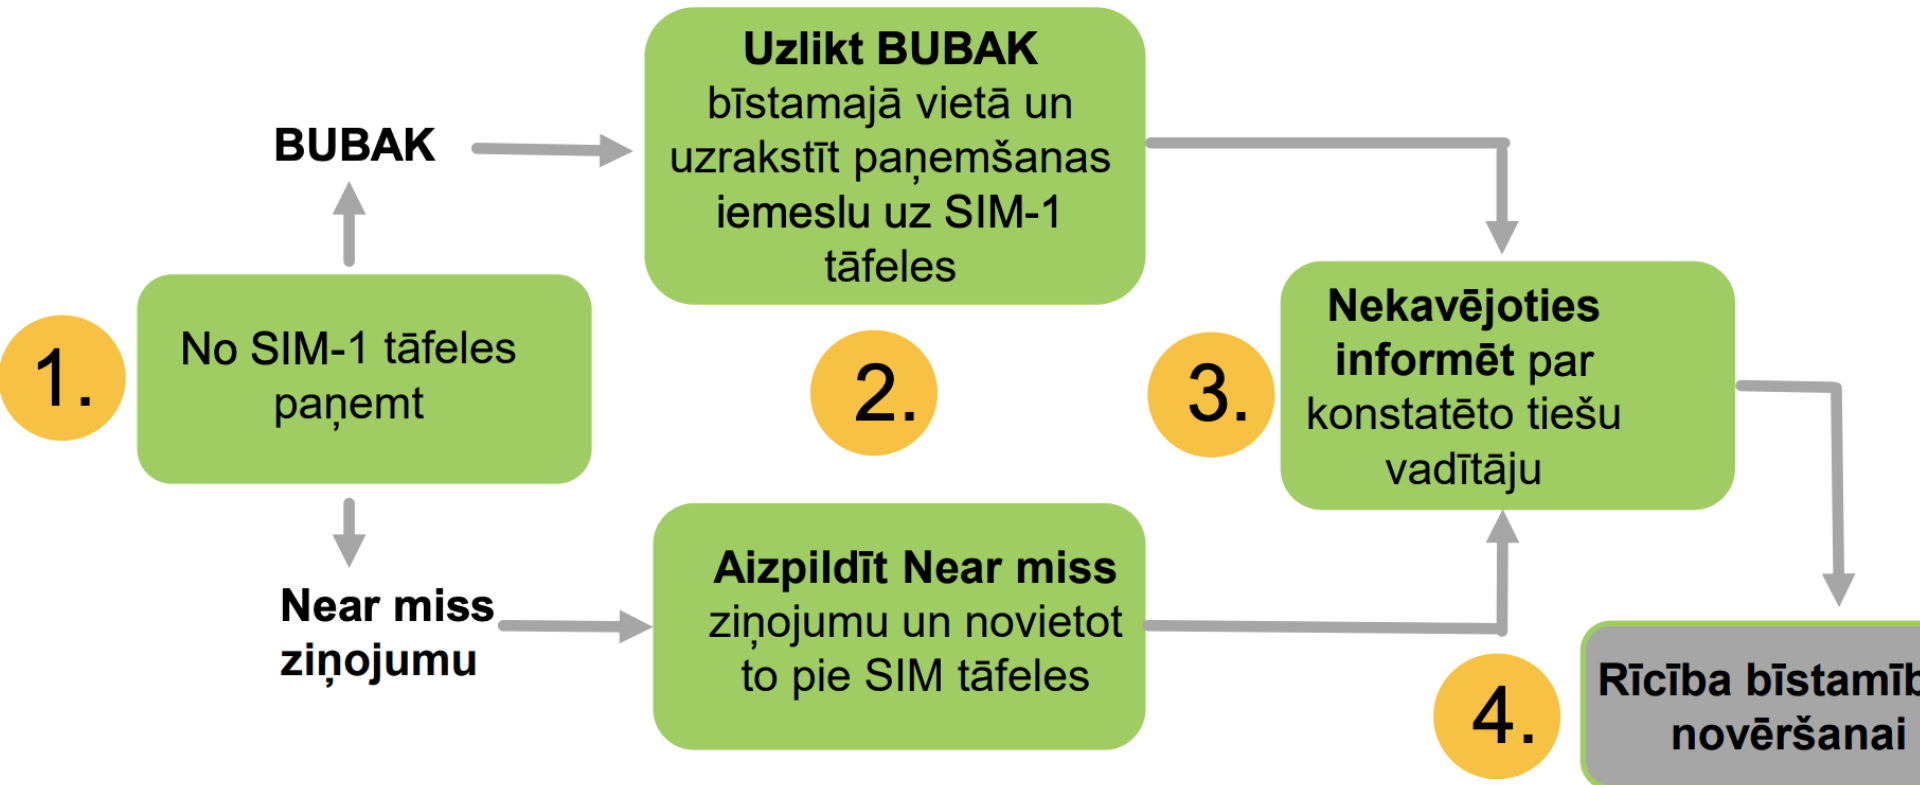 1.
No SIM-1 tāfeles
paņemt
BUBAK
Near miss
ziņojumu
2.
Uzlikt BUBAK
bīstamajā vietā un
uzrakstīt paņemšanas
iemeslu uz SIM-1
tāfeles
Aizpildīt Near miss
ziņojumu un novietot
to pie SIM tāfeles
3.
Nekavējoties
informēt par
konstatēto tiešu
vadītāju
4.
Rīcība
novēršanai